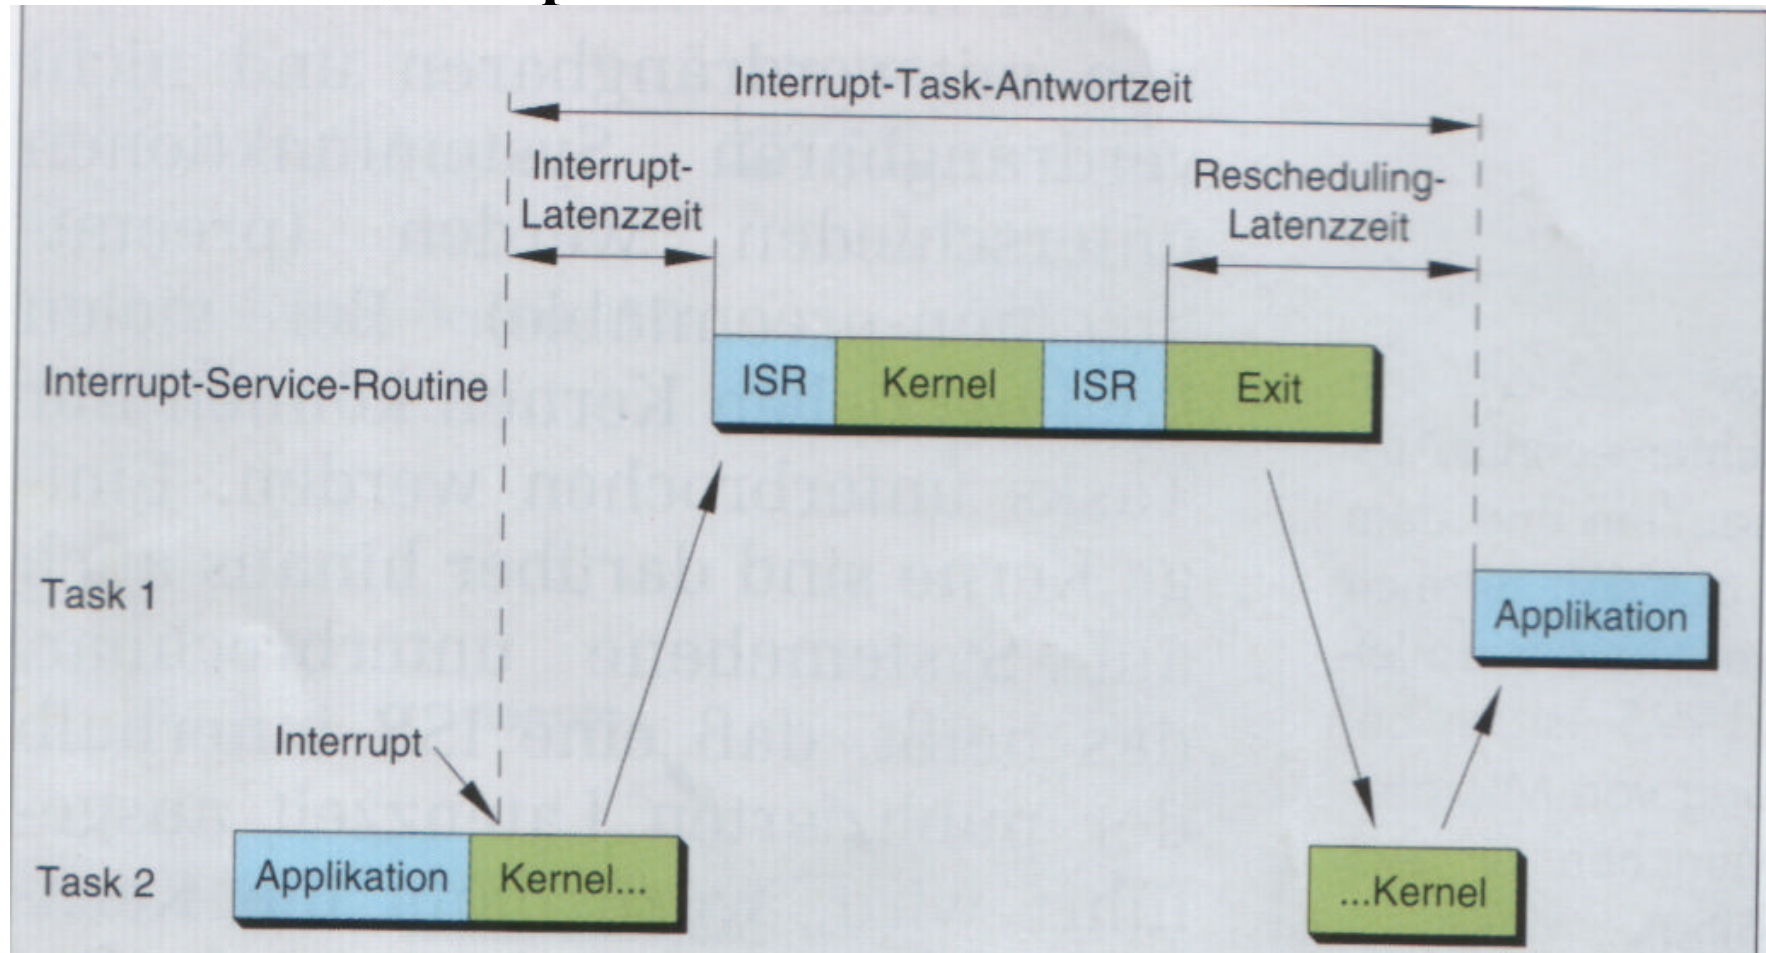 Interrupt-Task-Antwortzeit
Interrupt-
Latenzzeit
Rescheduling-
Latenzzeit
Interrupt-Service-Routine
ISR
Kernel
ISR
Exit
Task 1
Applikation
Interrupt
Task 2
Applikation
Kernel...
...Kernel